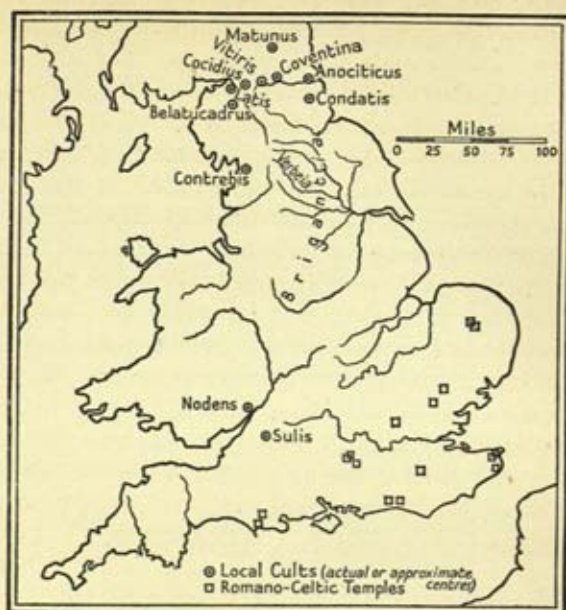 Matunus
Vitiris
Coventina
Cocidius
Anociticus
Latis
Condatis
Belatucadrus
Miles
0 25 50 100
Verbeia
Contrebis
Brigantia
Nodens
Sulis
Local Cults (actual or approximate
centres)
Romano-Celtic Temples